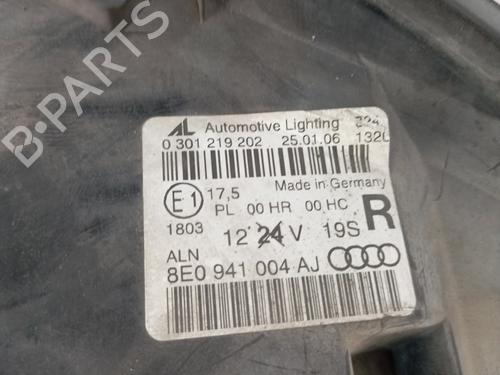 AL Automotive Lighting
0 301 219 202 25.01.06 132U
E1 17,5 Made in Germany
PL 00 HR 00 HC
R
1803 12 24 V 19S
ALN
8E0 941 004 AJ
B-PARTS